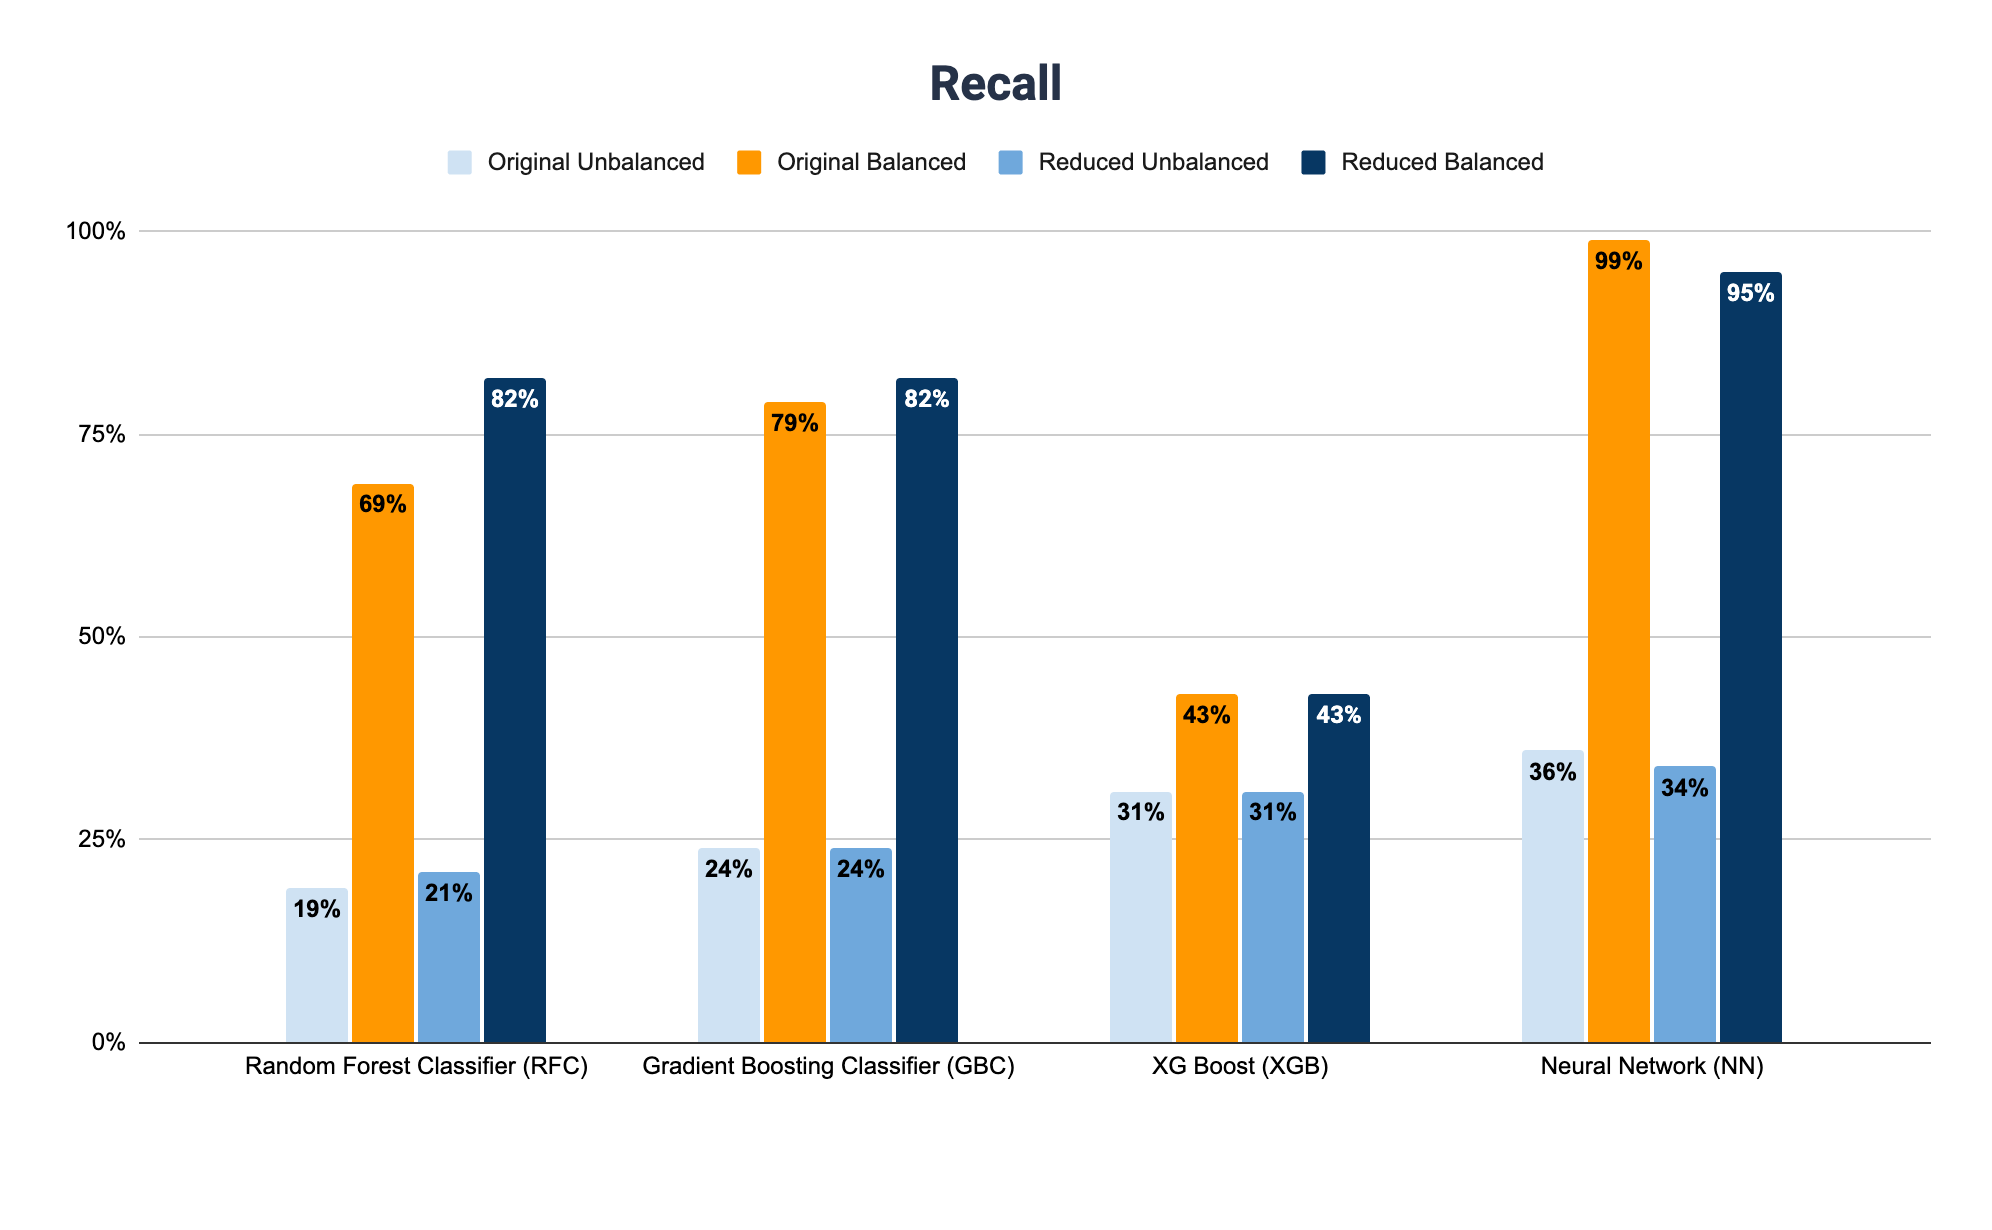 Recall
Original Unbalanced Original Balanced Reduced Unbalanced Reduced Balanced
100%
75%
50%
25%
0%
19% 69% 21% 82%
24% 79% 24% 82%
31% 43% 31% 43%
36% 99% 34% 95%
Random Forest Classifier (RFC) Gradient Boosting Classifier (GBC) XG Boost (XGB) Neural Network (NN)